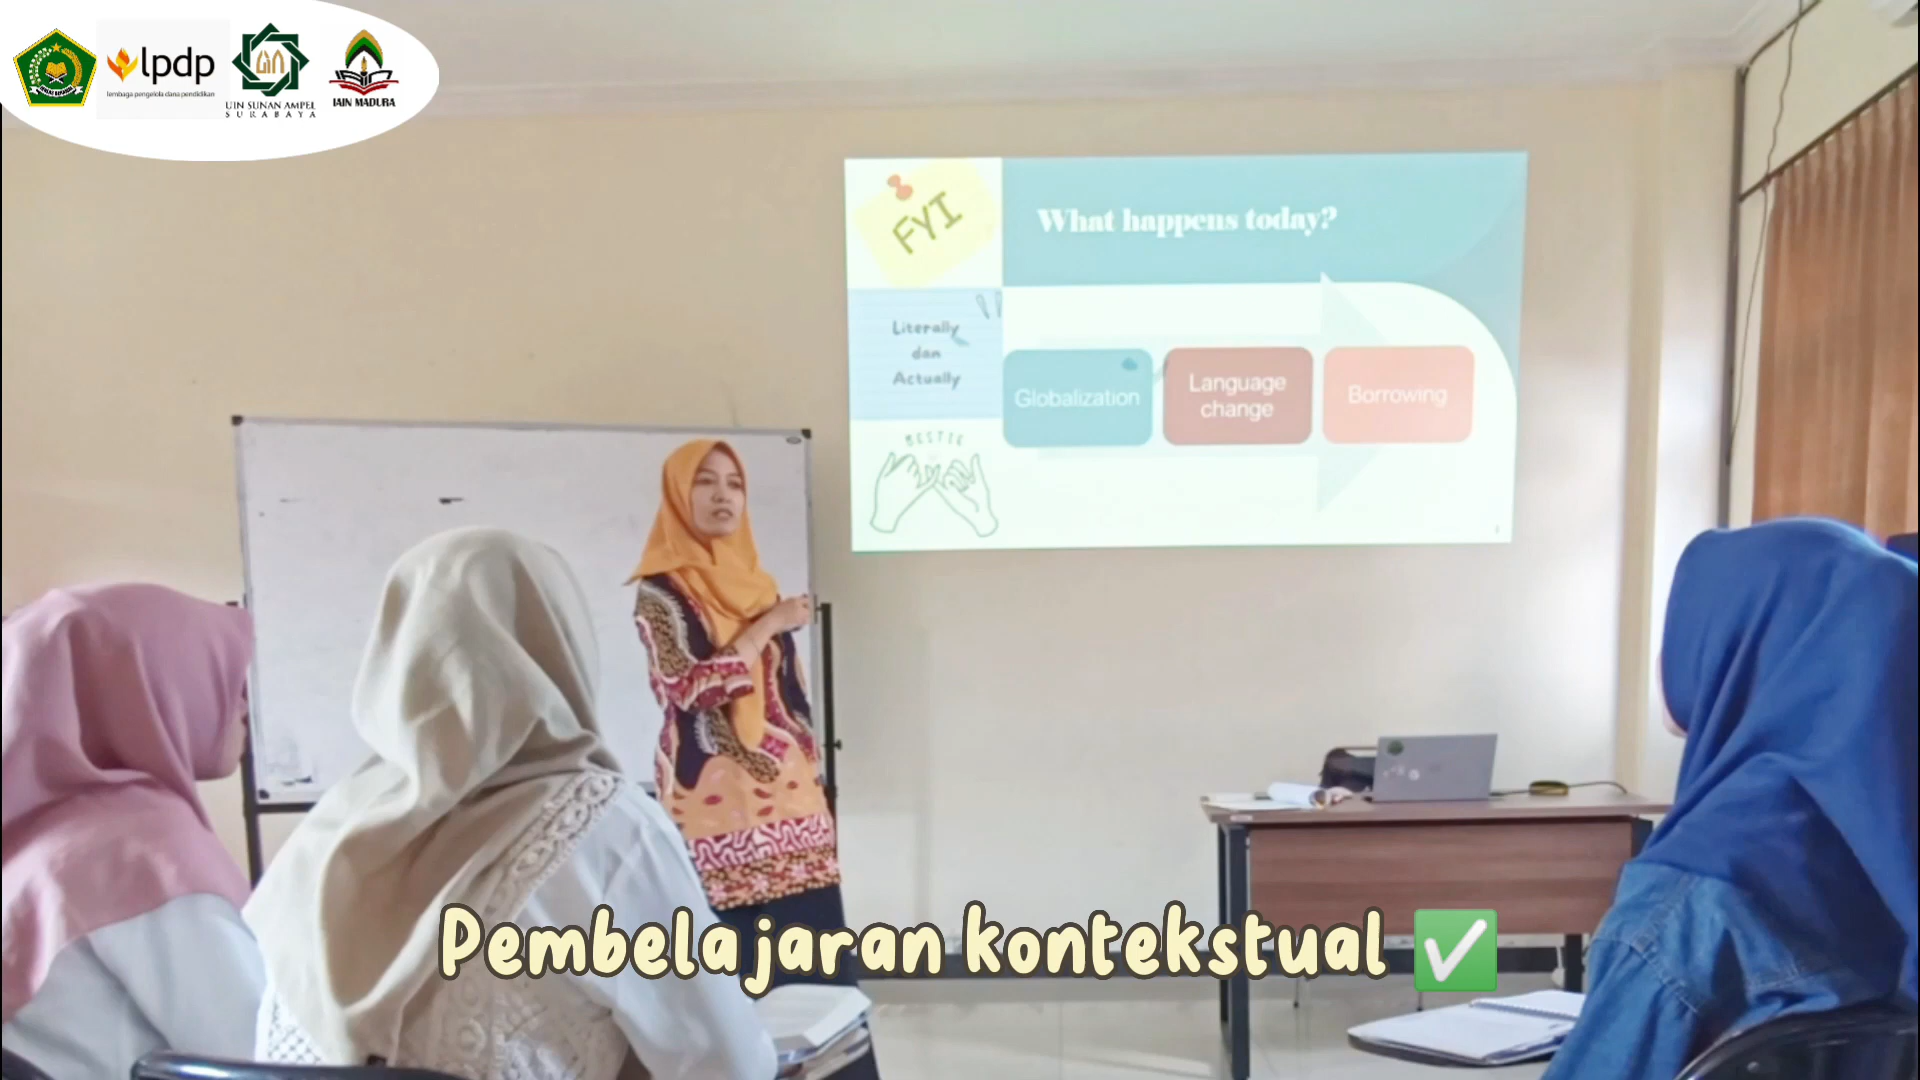 lpdp
lembaga pengelola dana pendidikan
UIN SUNAN AMPEL
SURABAYA
IAIN MADURA
FYI
What happens today?
Literally
dan
Actually
Globalization
Language
change
Borrowing
BESTIE
Pembelajaran kontekstual ✅